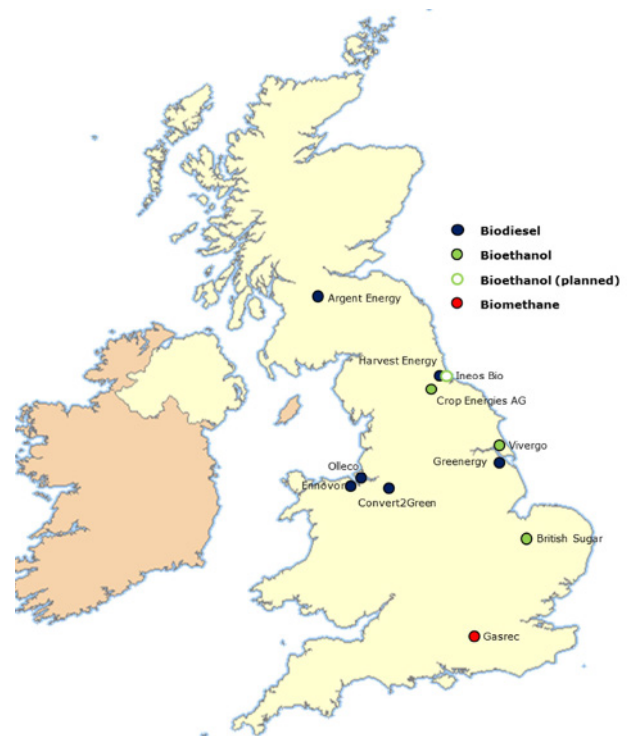 Biodiesel
Bioethanol
Bioethanol (planned)
Biomethane
Argent Energy
Harvest Energy
Ineos Bio
Crop Energies AG
Vivergo
Greenergy
Olleco
Ennovor
Convert2Green
British Sugar
Gasrec